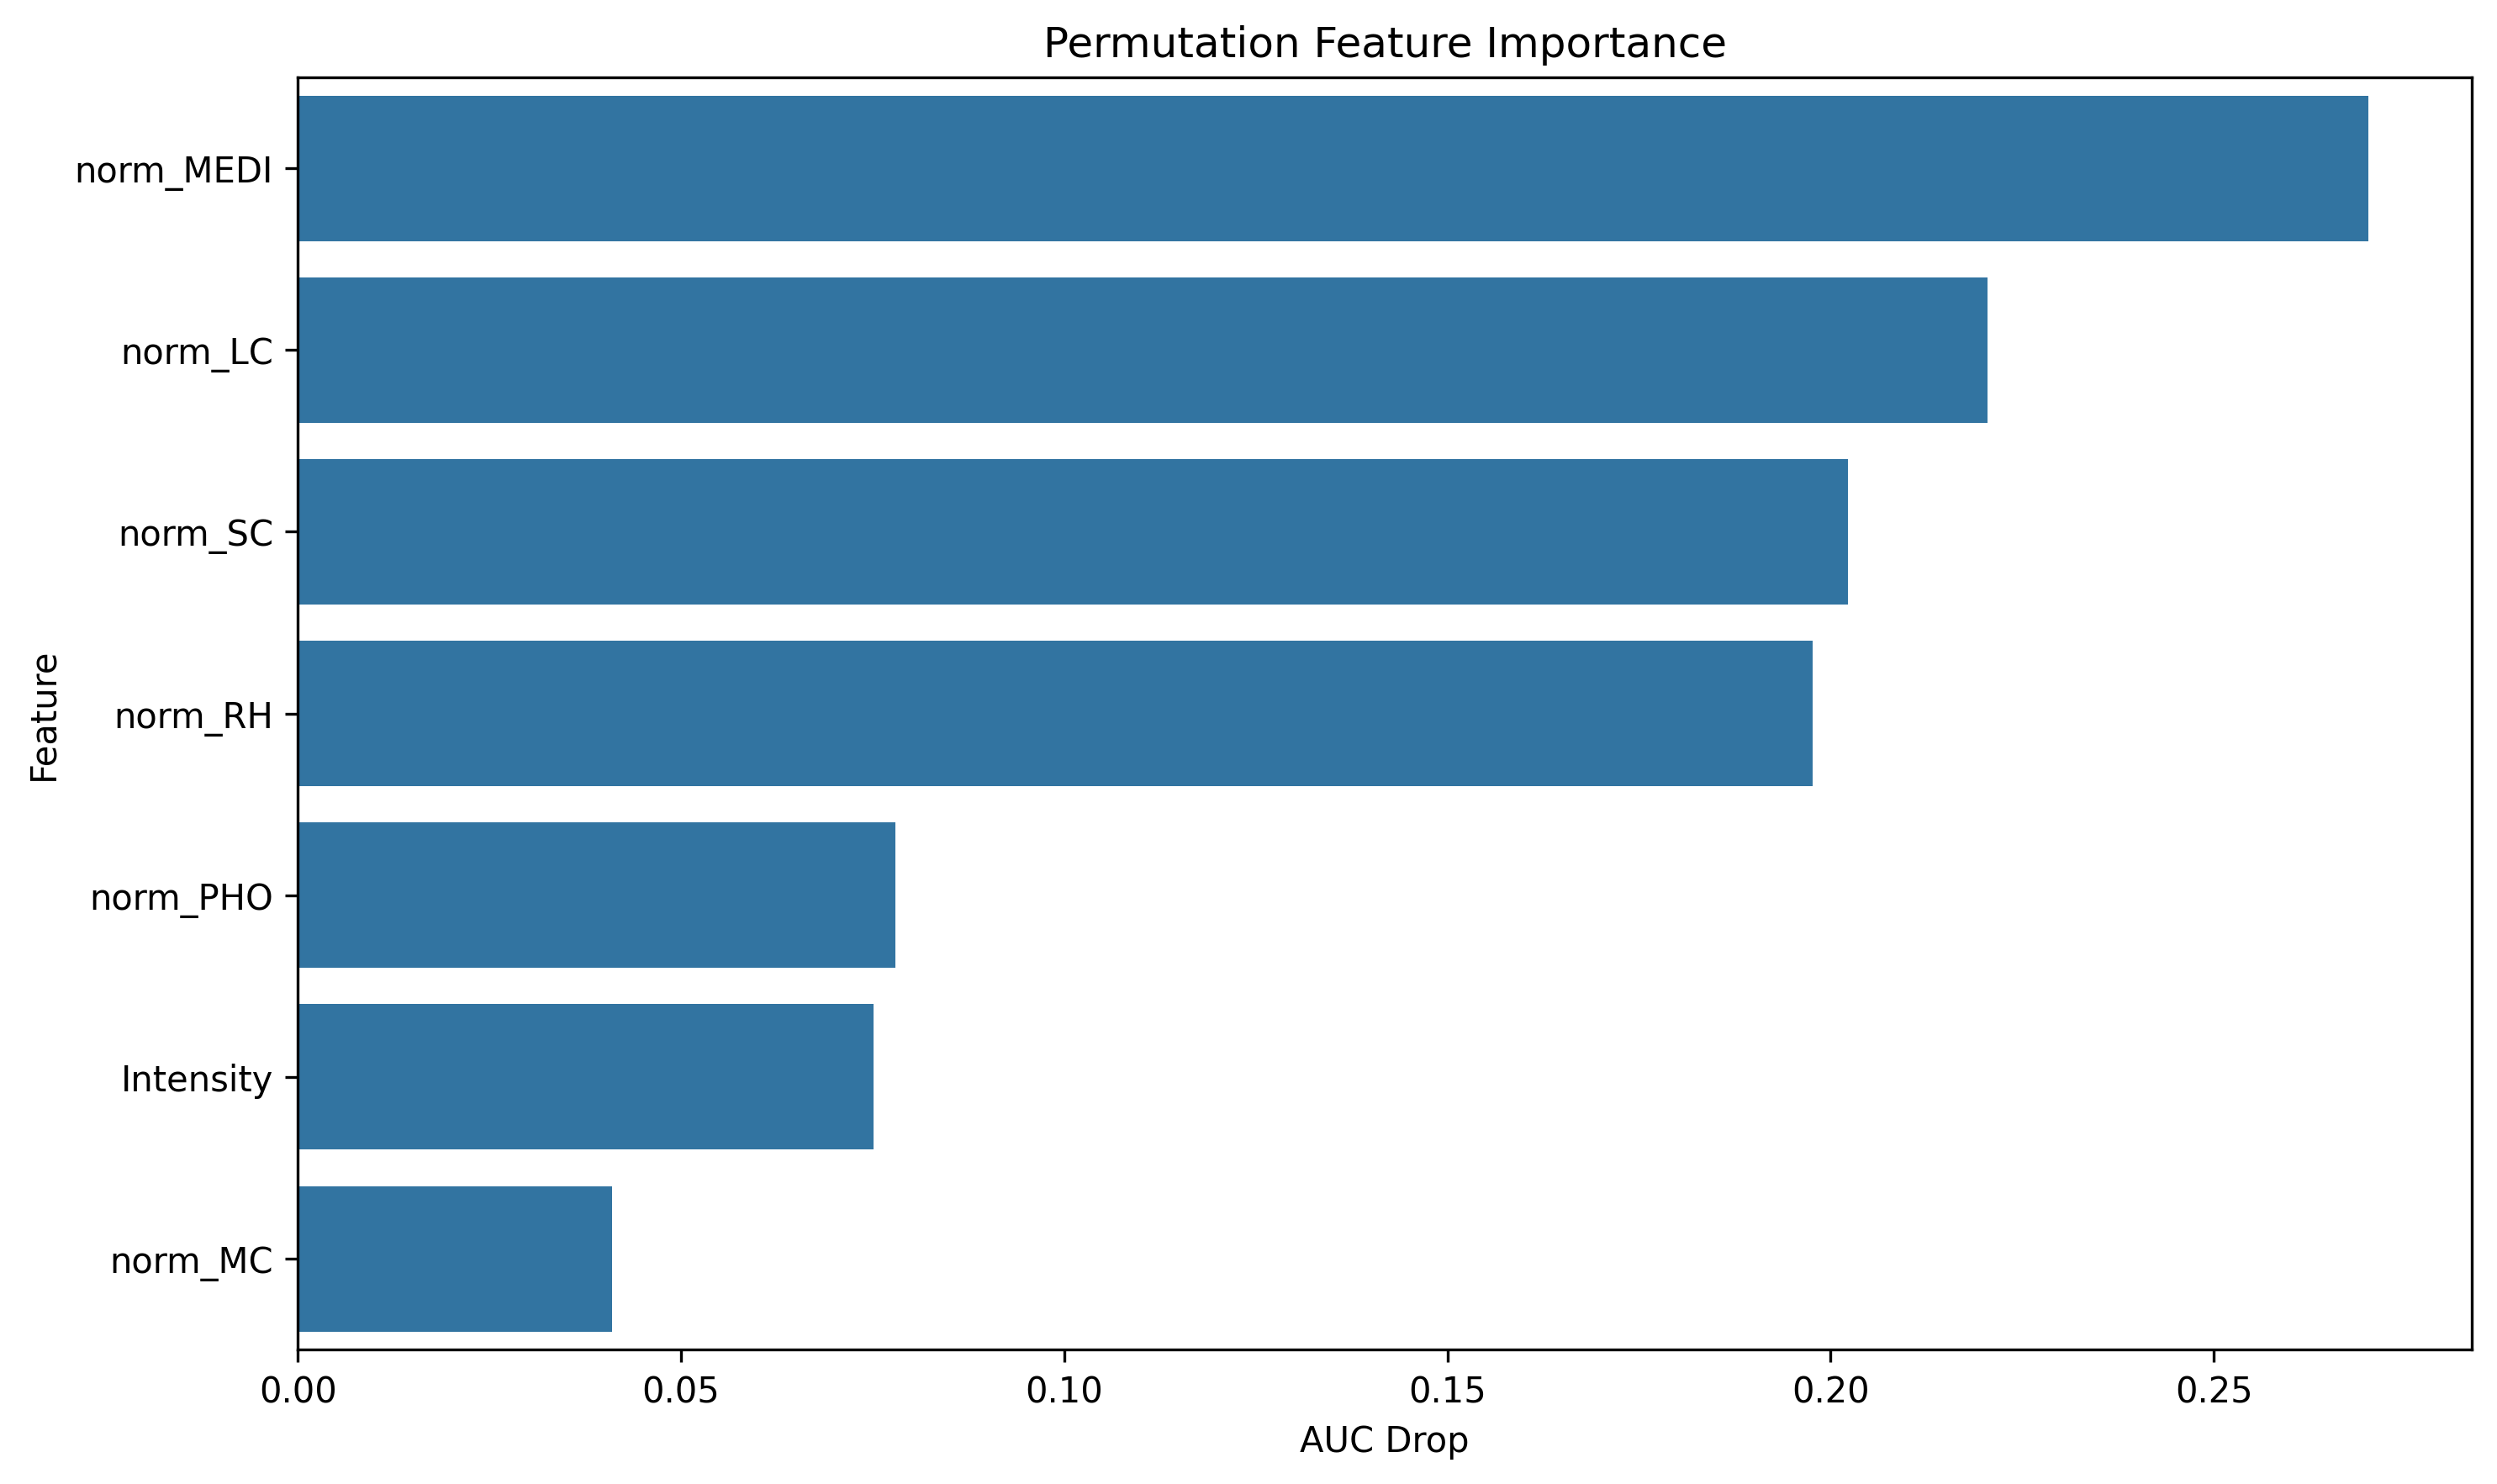 Permutation Feature Importance
norm_MEDI
norm_LC
norm_SC
norm_RH
norm_PHO
Intensity
norm_MC
Feature
0.00 0.05 0.10 0.15 0.20 0.25
AUC Drop